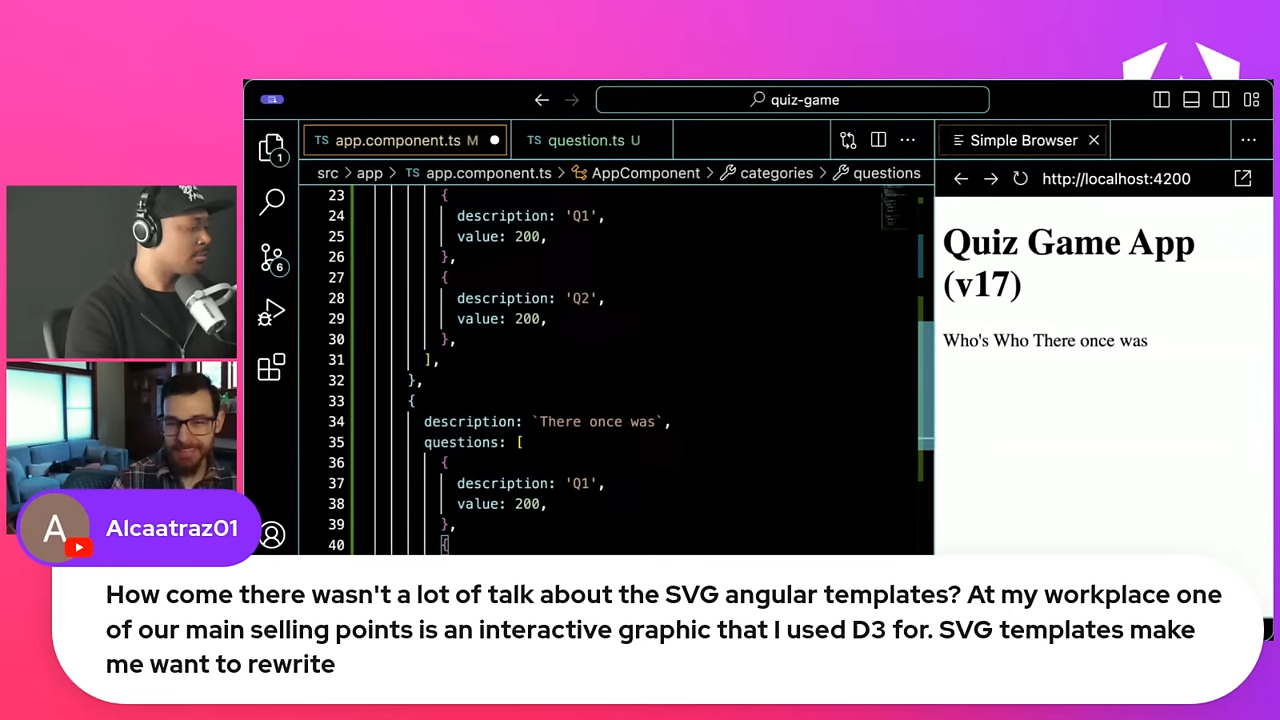 quiz-game
TS app.component.ts M
TS question.ts U
Simple Browser
src > app > TS app.component.ts > AppComponent > categories > questions
http://localhost:4200
1
6
23 {
24 description: 'Q1',
25 value: 200,
26 },
27 {
28 description: 'Q2',
29 value: 200,
30 },
31 ],
32 },
33 {
34 description: `There once was`,
35 questions: [
36 {
37 description: 'Q1',
38 value: 200,
39 },
40 {
Quiz Game App
(v17)
Who's Who There once was
A
Alcaatraz01
How come there wasn't a lot of talk about the SVG angular templates? At my workplace one
of our main selling points is an interactive graphic that I used D3 for. SVG templates make
me want to rewrite